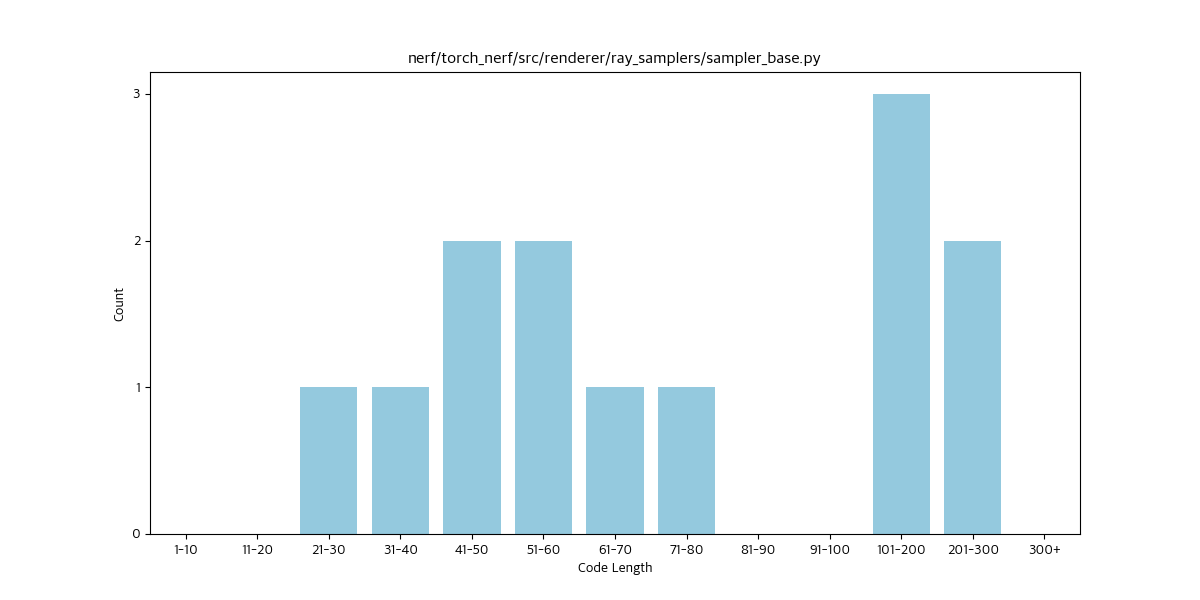 nerf/torch_nerf/src/renderer/ray_samplers/sampler_base.py
3
2
1
0
Count
1-10 11-20 21-30 31-40 41-50 51-60 61-70 71-80 81-90 91-100 101-200 201-300 300+
Code Length